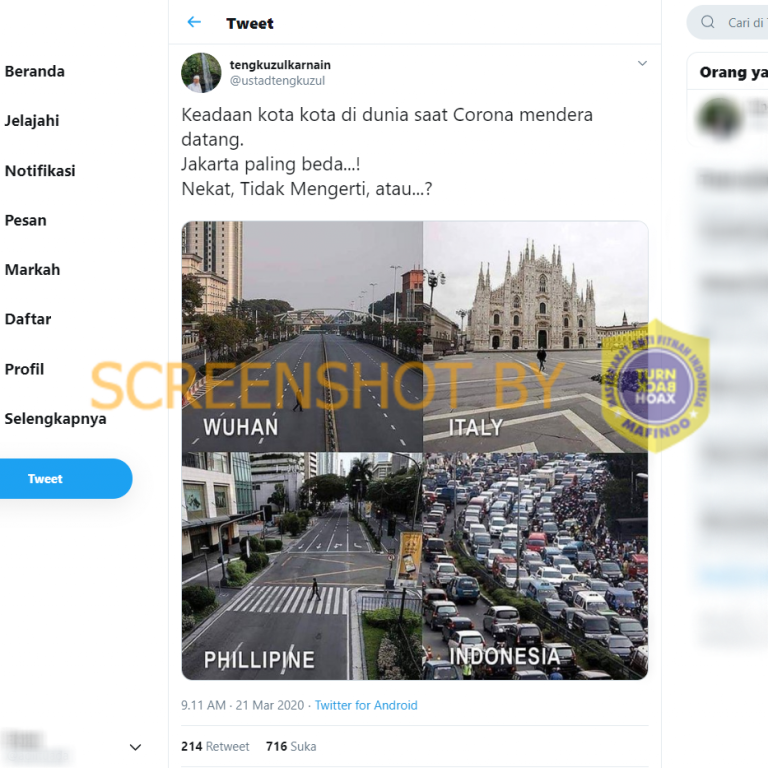 Tweet
Cari di
Beranda
Jelajahi
Notifikasi
Pesan
Markah
Daftar
Profil
Selengkapnya
Tweet
tengkuzulkarnain
@ustadtengkuzul
Keadaan kota kota di dunia saat Corona mendera
datang.
Jakarta paling beda...!
Nekat, Tidak Mengerti, atau...?
WUHAN
ITALY
PHILLIPINE
INDONESIA
SCREENSHOT BY
MASYARAKAT ANTI FITNAH INDONESIA
TURN
BACK
HOAX
MAFINDO
9.11 AM · 21 Mar 2020 · Twitter for Android
214 Retweet 716 Suka
Orang ya